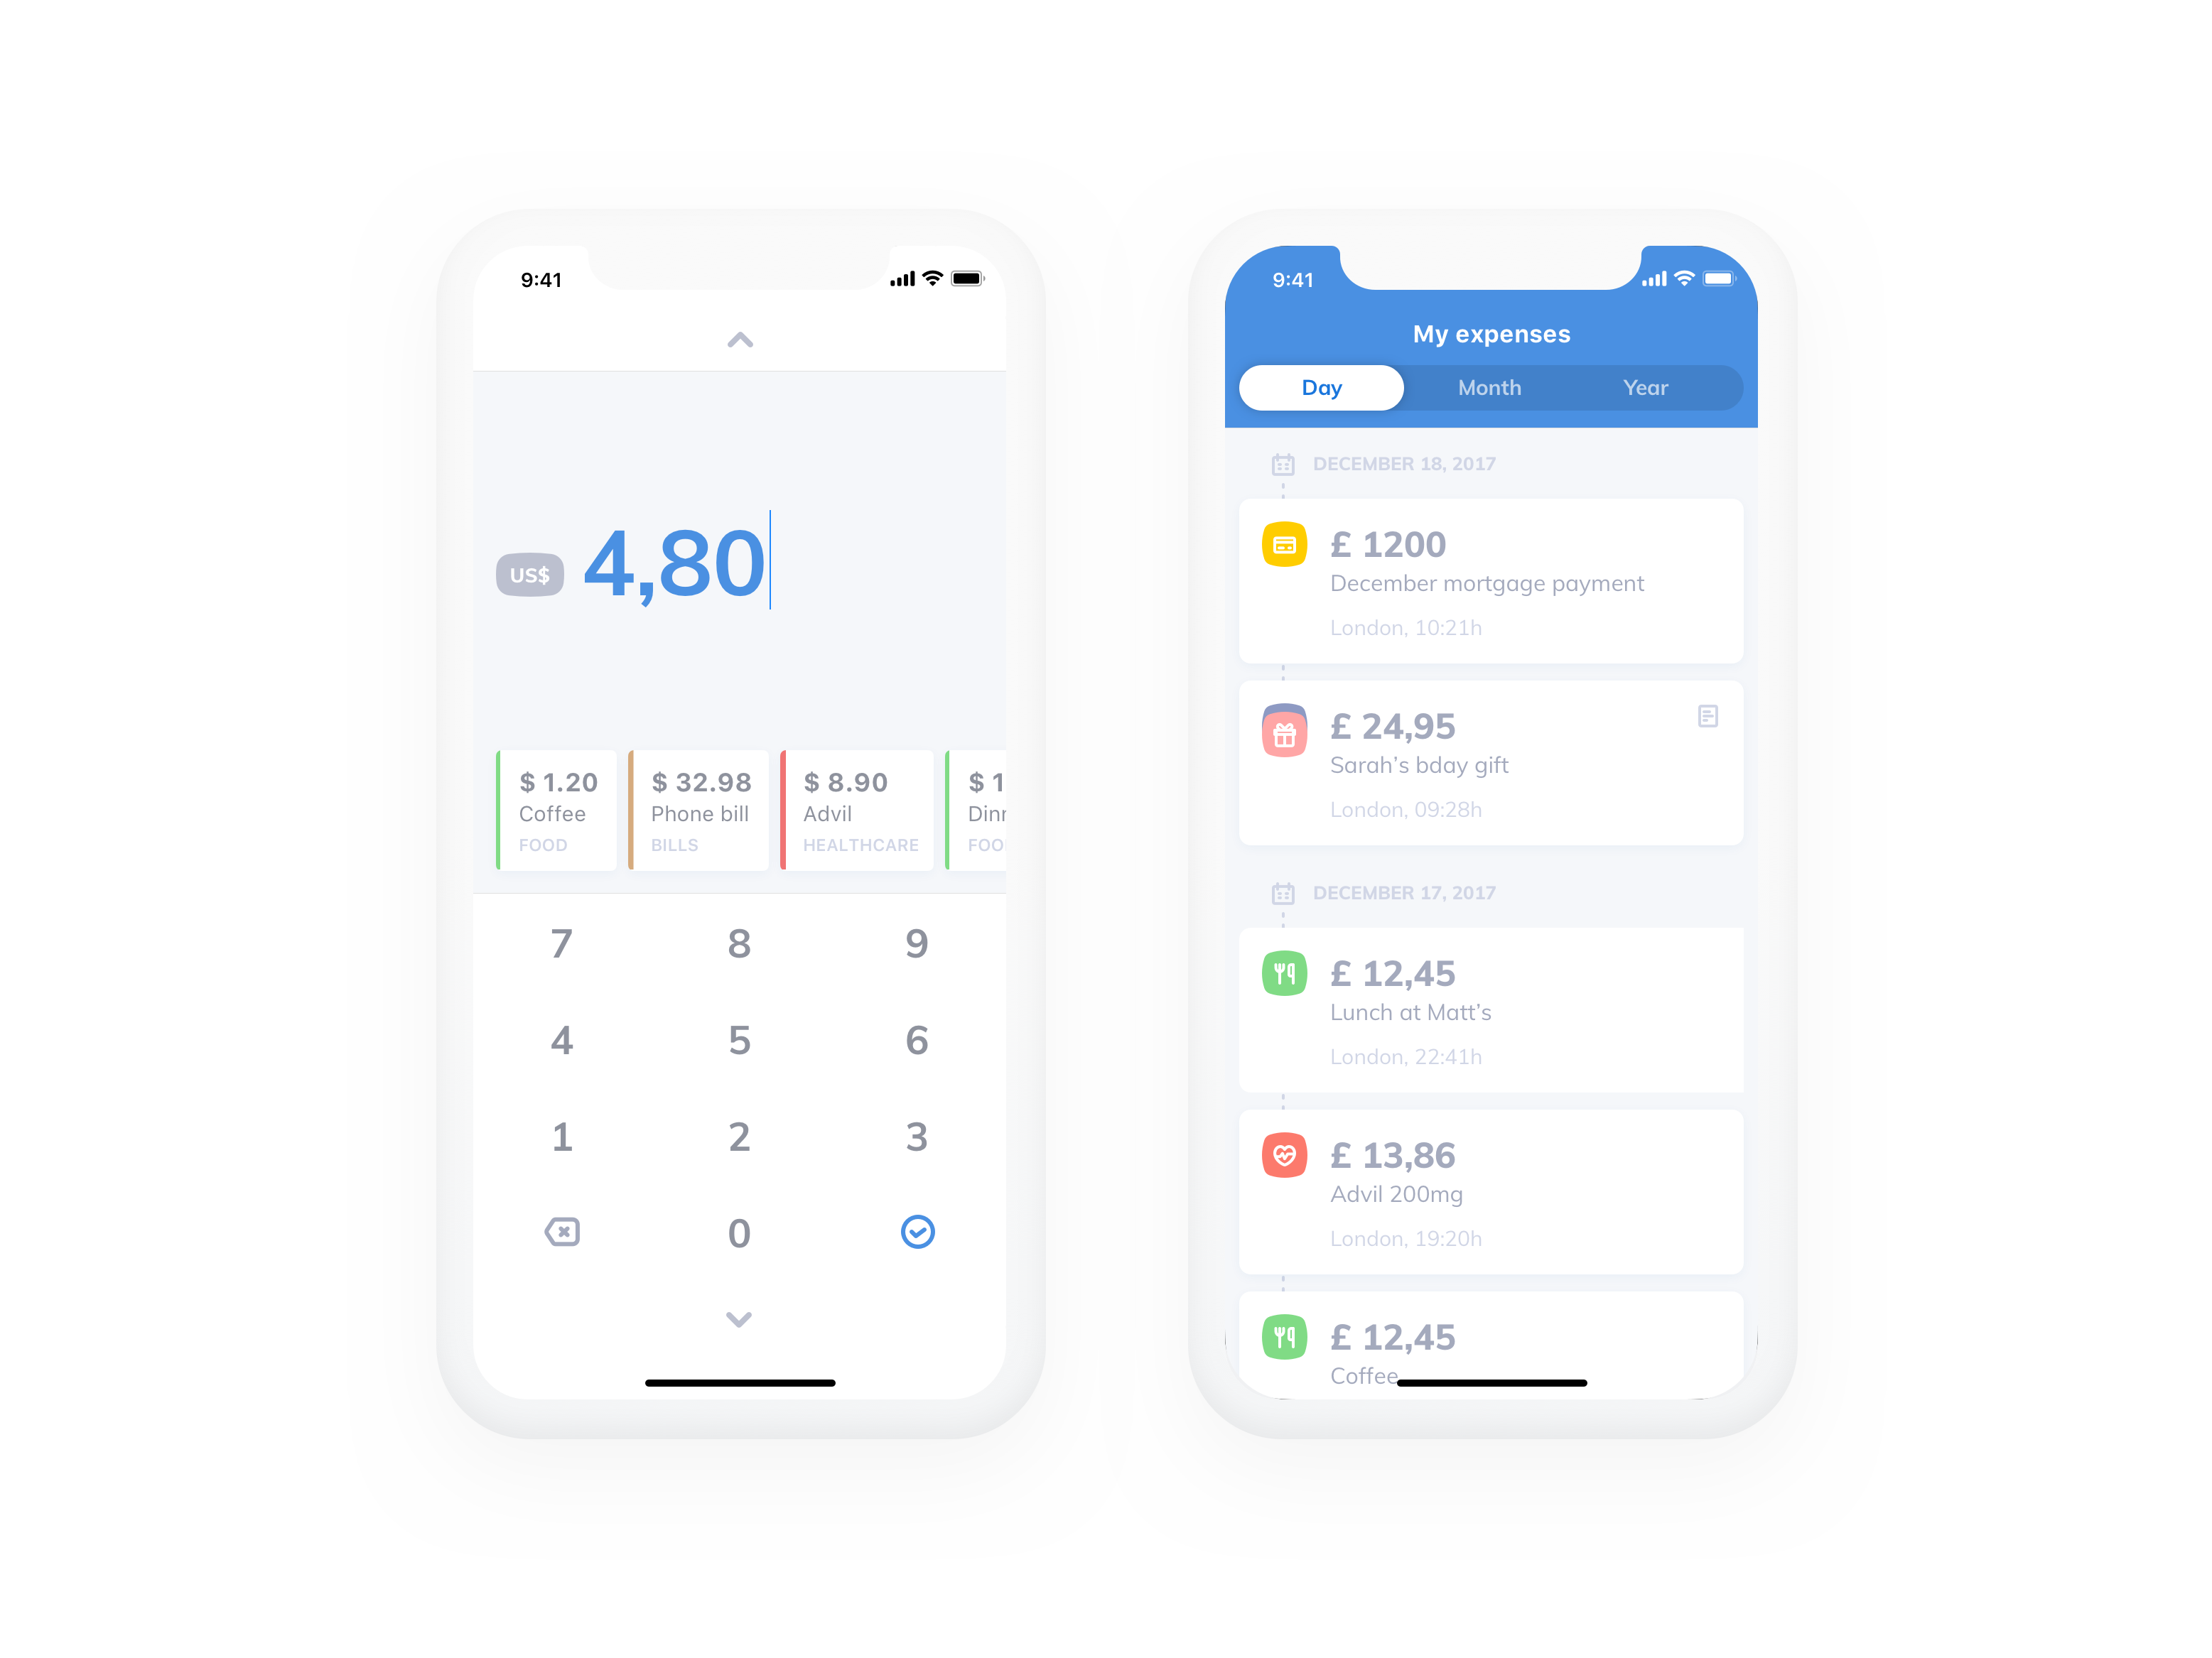 9:41
US$ 4,80
$ 1.20
Coffee
FOOD
$ 32.98
Phone bill
BILLS
$ 8.90
Advil
HEALTHCARE
$ 1
Dinn
FOO
7 8 9
4 5 6
1 2 3
0
9:41
My expenses
Day Month Year
DECEMBER 18, 2017
£ 1200
December mortgage payment
London, 10:21h
£ 24,95
Sarah’s bday gift
London, 09:28h
DECEMBER 17, 2017
£ 12,45
Lunch at Matt’s
London, 22:41h
£ 13,86
Advil 200mg
London, 19:20h
£ 12,45
Coffee